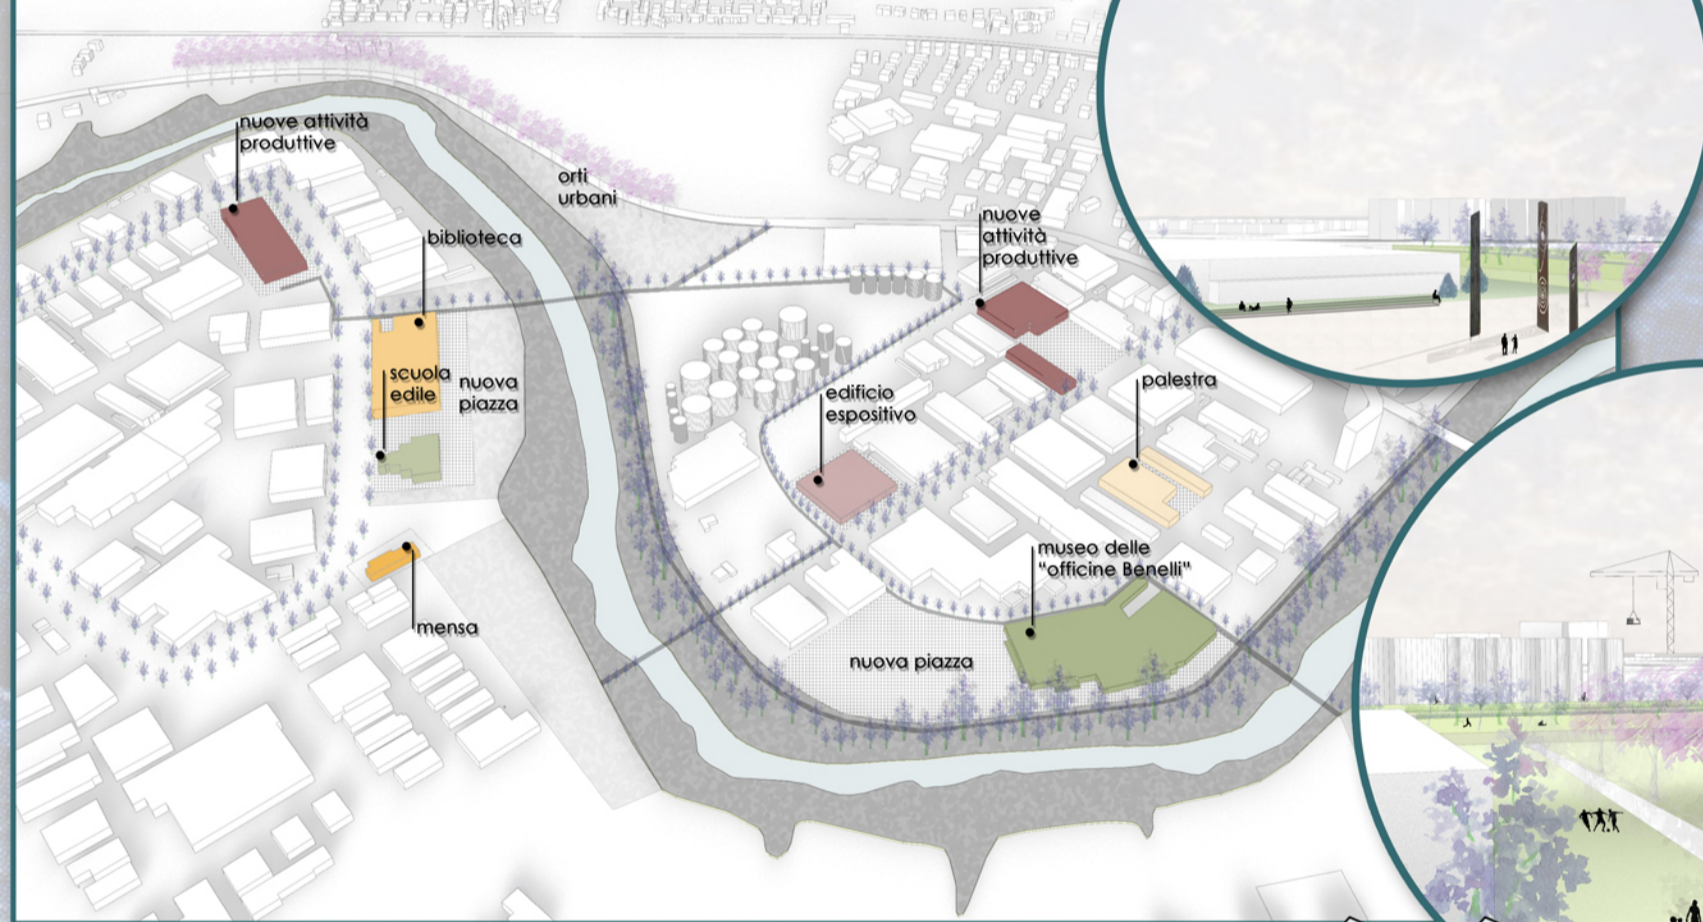 nuove attività
produttive
orti
urbani
biblioteca
nuove
attività
produttive
scuola
edile
nuova
piazza
edificio
espositivo
palestra
museo delle
“officine Benelli”
mensa
nuova piazza